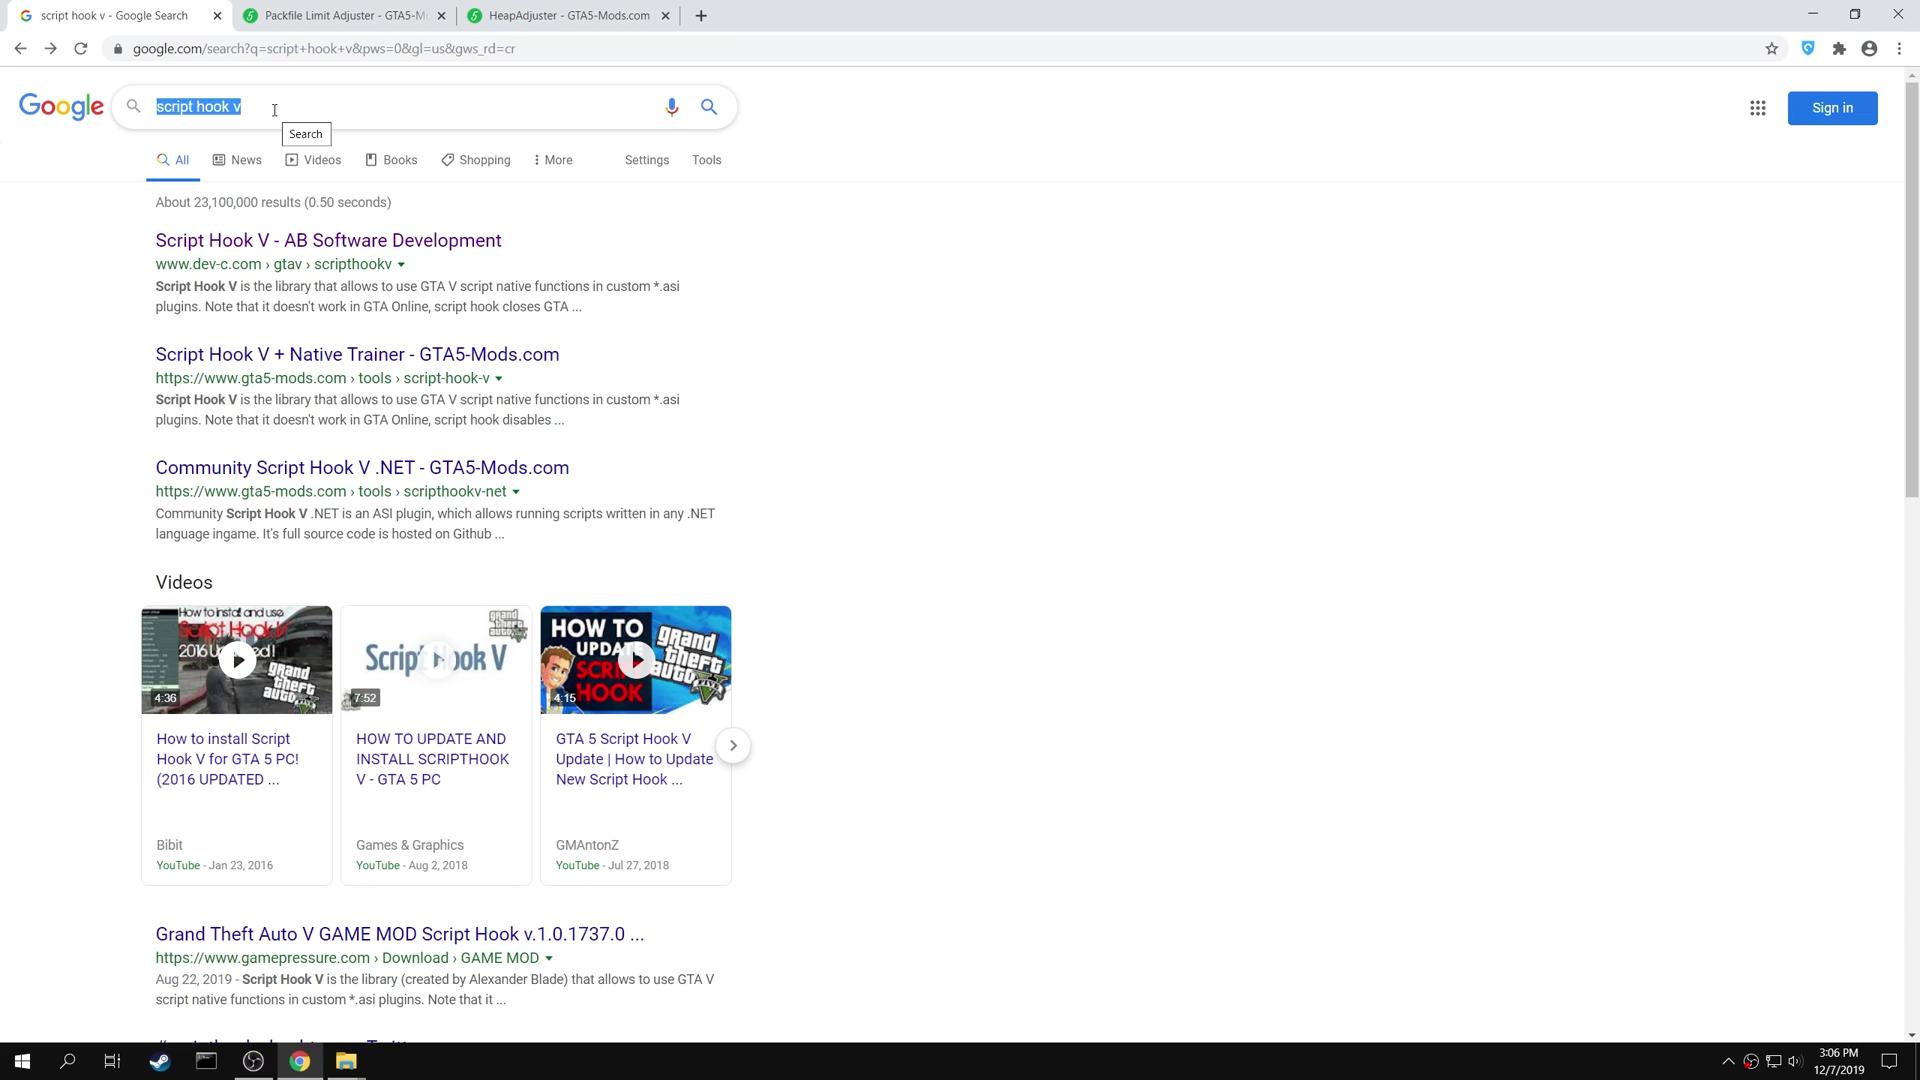 script hook v - Google Search
Packfile Limit Adjuster - GTA5-M
HeapAdjuster - GTA5-Mods.com
google.com/search?q=script+hook+v&pws=0&gl=us&gws_rd=cr
Google
script hook v
Sign in
Search
All
News
Videos
Books
Shopping
More
Settings
Tools
About 23,100,000 results (0.50 seconds)
Script Hook V - AB Software Development
www.dev-c.com › gtav › scripthookv
Script Hook V is the library that allows to use GTA V script native functions in custom *.asi
plugins. Note that it doesn't work in GTA Online, script hook closes GTA ...
Script Hook V + Native Trainer - GTA5-Mods.com
https://www.gta5-mods.com › tools › script-hook-v
Script Hook V is the library that allows to use GTA V script native functions in custom *.asi
plugins. Note that it doesn't work in GTA Online, script hook disables ...
Community Script Hook V .NET - GTA5-Mods.com
https://www.gta5-mods.com › tools › scripthookv-net
Community Script Hook V .NET is an ASI plugin, which allows running scripts written in any .NET
language ingame. It's full source code is hosted on Github ...
Videos
How to install and use
Script Hook V
2016 Updated!
grand
theft
auto
4:36
How to install Script
Hook V for GTA 5 PC!
(2016 UPDATED ...
Bibit
YouTube - Jan 23, 2016
grand
theft
auto
Script Hook V
7:52
HOW TO UPDATE AND
INSTALL SCRIPTHOOK
V - GTA 5 PC
Games & Graphics
YouTube - Aug 2, 2018
HOW TO
UPDATE
SCRIPT
HOOK
grand
theft
auto
FIVE
4:15
GTA 5 Script Hook V
Update | How to Update
New Script Hook ...
GMAntonZ
YouTube - Jul 27, 2018
Grand Theft Auto V GAME MOD Script Hook v.1.0.1737.0 ...
https://www.gamepressure.com › Download › GAME MOD
Aug 22, 2019 - Script Hook V is the library (created by Alexander Blade) that allows to use GTA V
script native functions in custom *.asi plugins. Note that it ...
3:06 PM
12/7/2019